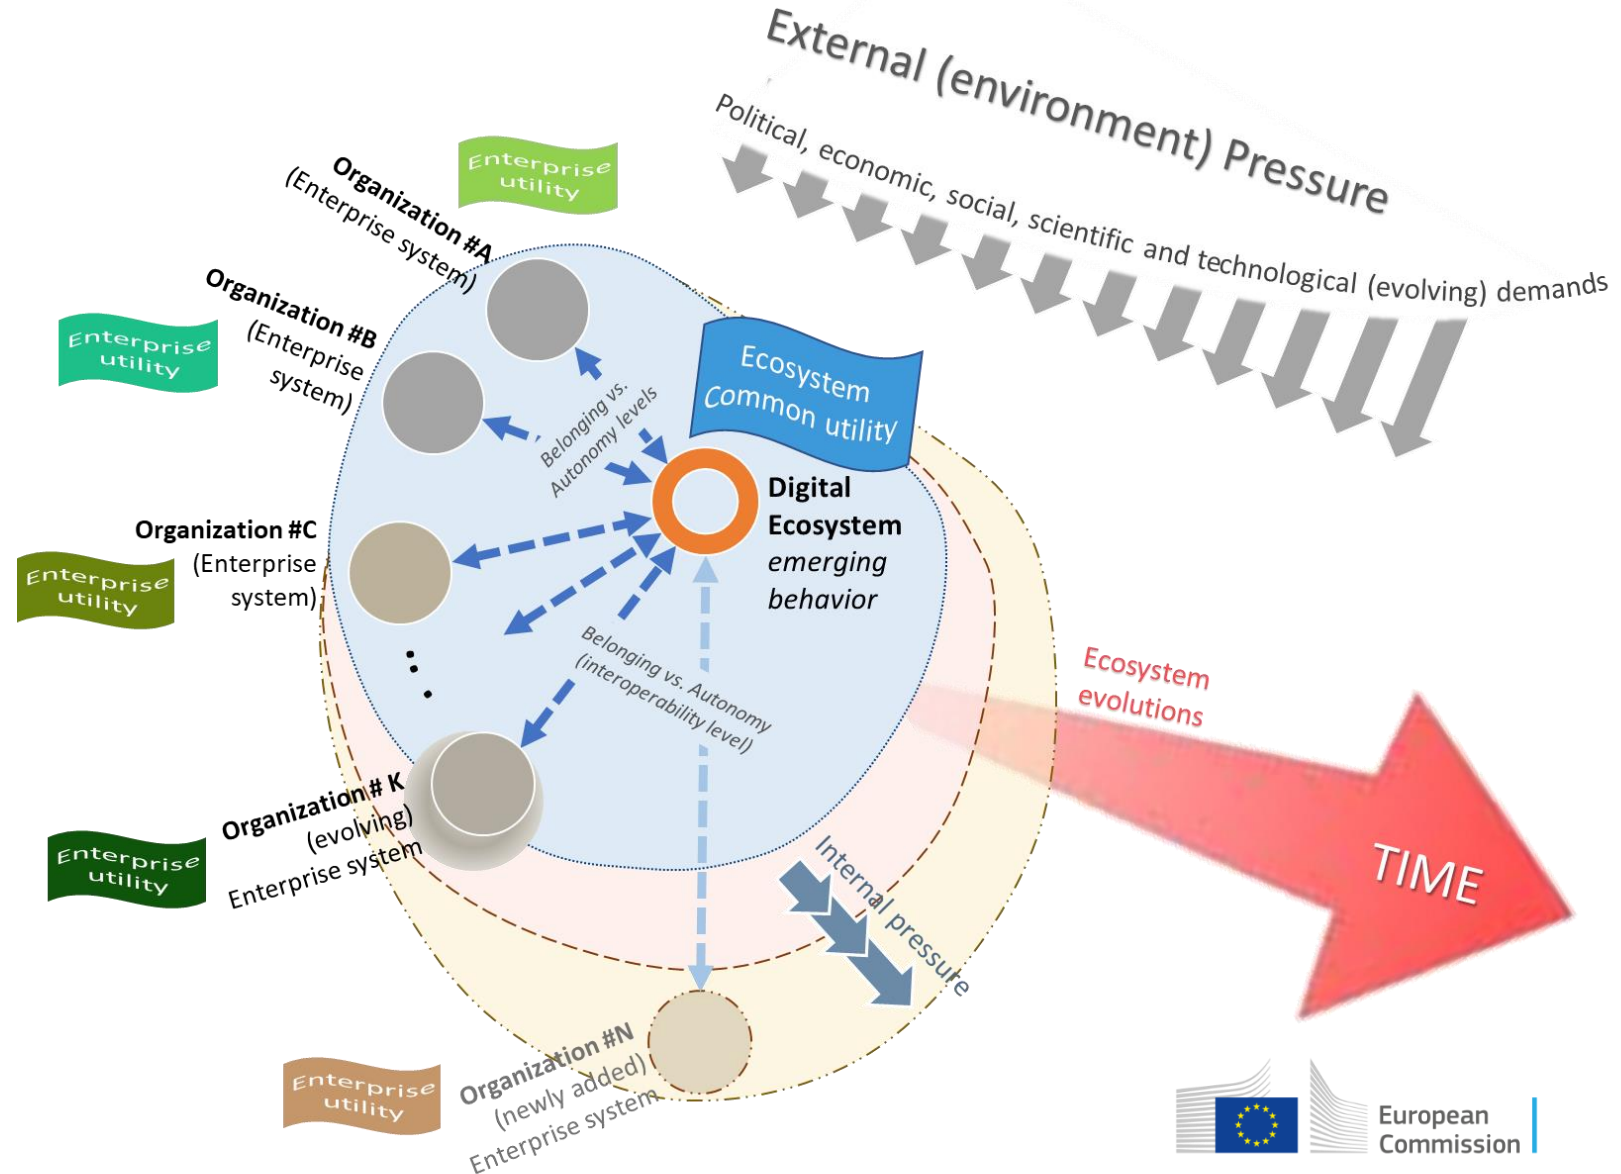 External (environment) Pressure
Political, economic, social, scientific and technological (evolving) demands
Enterprise
utility
Organization #A
(Enterprise system)
Organization #B
(Enterprise
system)
Enterprise
utility
Ecosystem
Common utility
Belonging vs.
Autonomy levels
Digital
Ecosystem
emerging
behavior
Organization #C
(Enterprise
system)
Enterprise
utility
Belonging vs. Autonomy
(interoperability level)
Ecosystem
evolutions
TIME
Organization # K
(evolving)
Enterprise system
Enterprise
utility
Internal pressure
Organization #N
(newly added)
Enterprise system
Enterprise
utility
European
Commission